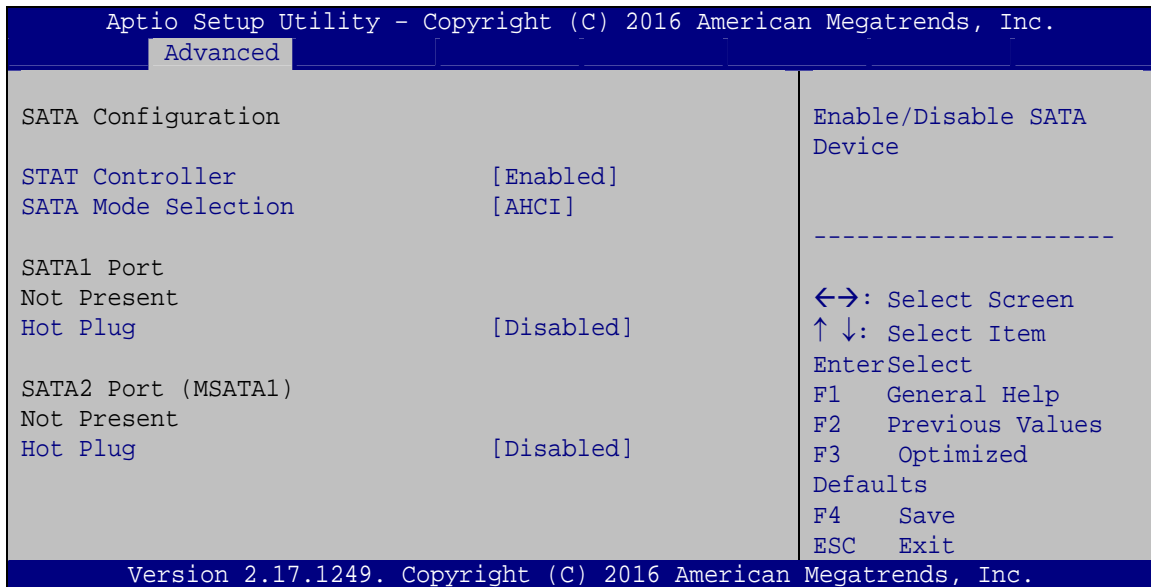 Aptio Setup Utility – Copyright (C) 2016 American Megatrends, Inc.
Advanced
SATA Configuration
STAT Controller [Enabled]
SATA Mode Selection [AHCI]
SATA1 Port
Not Present
Hot Plug [Disabled]
SATA2 Port (MSATA1)
Not Present
Hot Plug [Disabled]
Enable/Disable SATA
Device
---------------------
←→: Select Screen
↑ ↓: Select Item
EnterSelect
F1 General Help
F2 Previous Values
F3 Optimized
Defaults
F4 Save
ESC Exit
Version 2.17.1249. Copyright (C) 2016 American Megatrends, Inc.